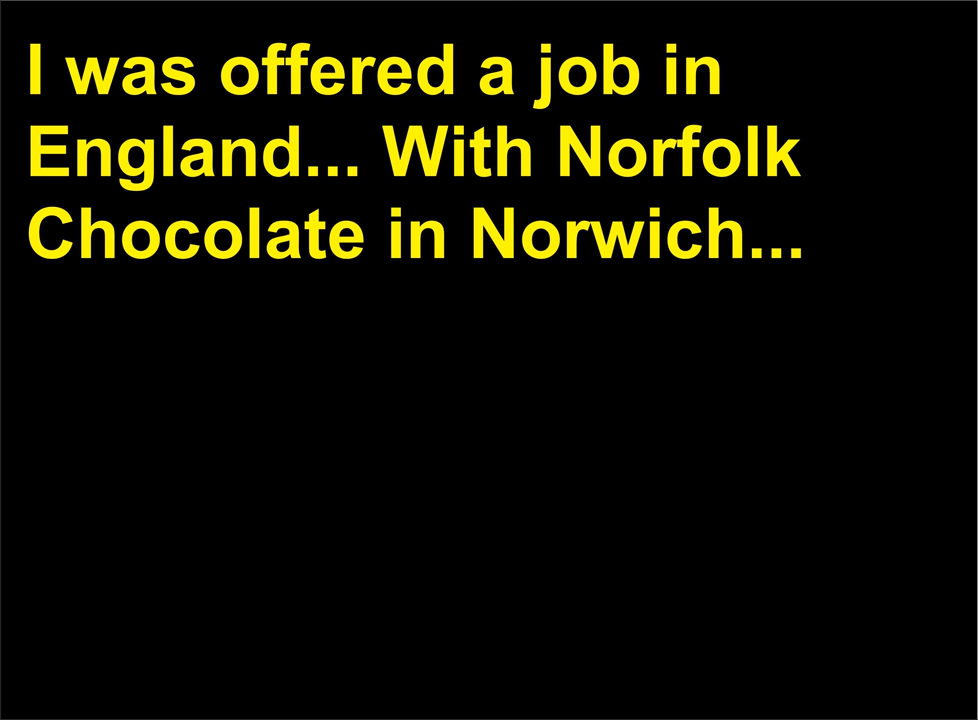 I was offered a job in
England... With Norfolk
Chocolate in Norwich...